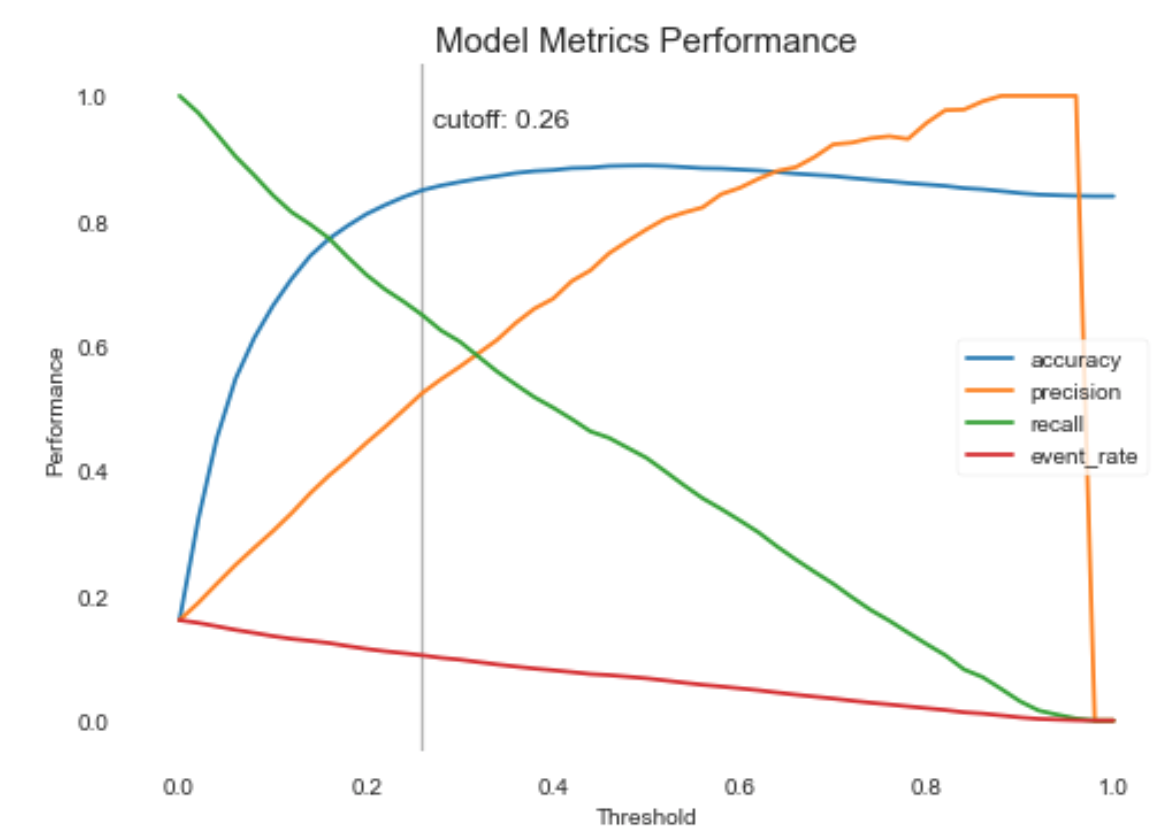 Model Metrics Performance
cutoff: 0.26
1.0
0.8
0.6
0.4
0.2
0.0
Performance
accuracy
precision
recall
event_rate
0.0 0.2 0.4 0.6 0.8 1.0
Threshold